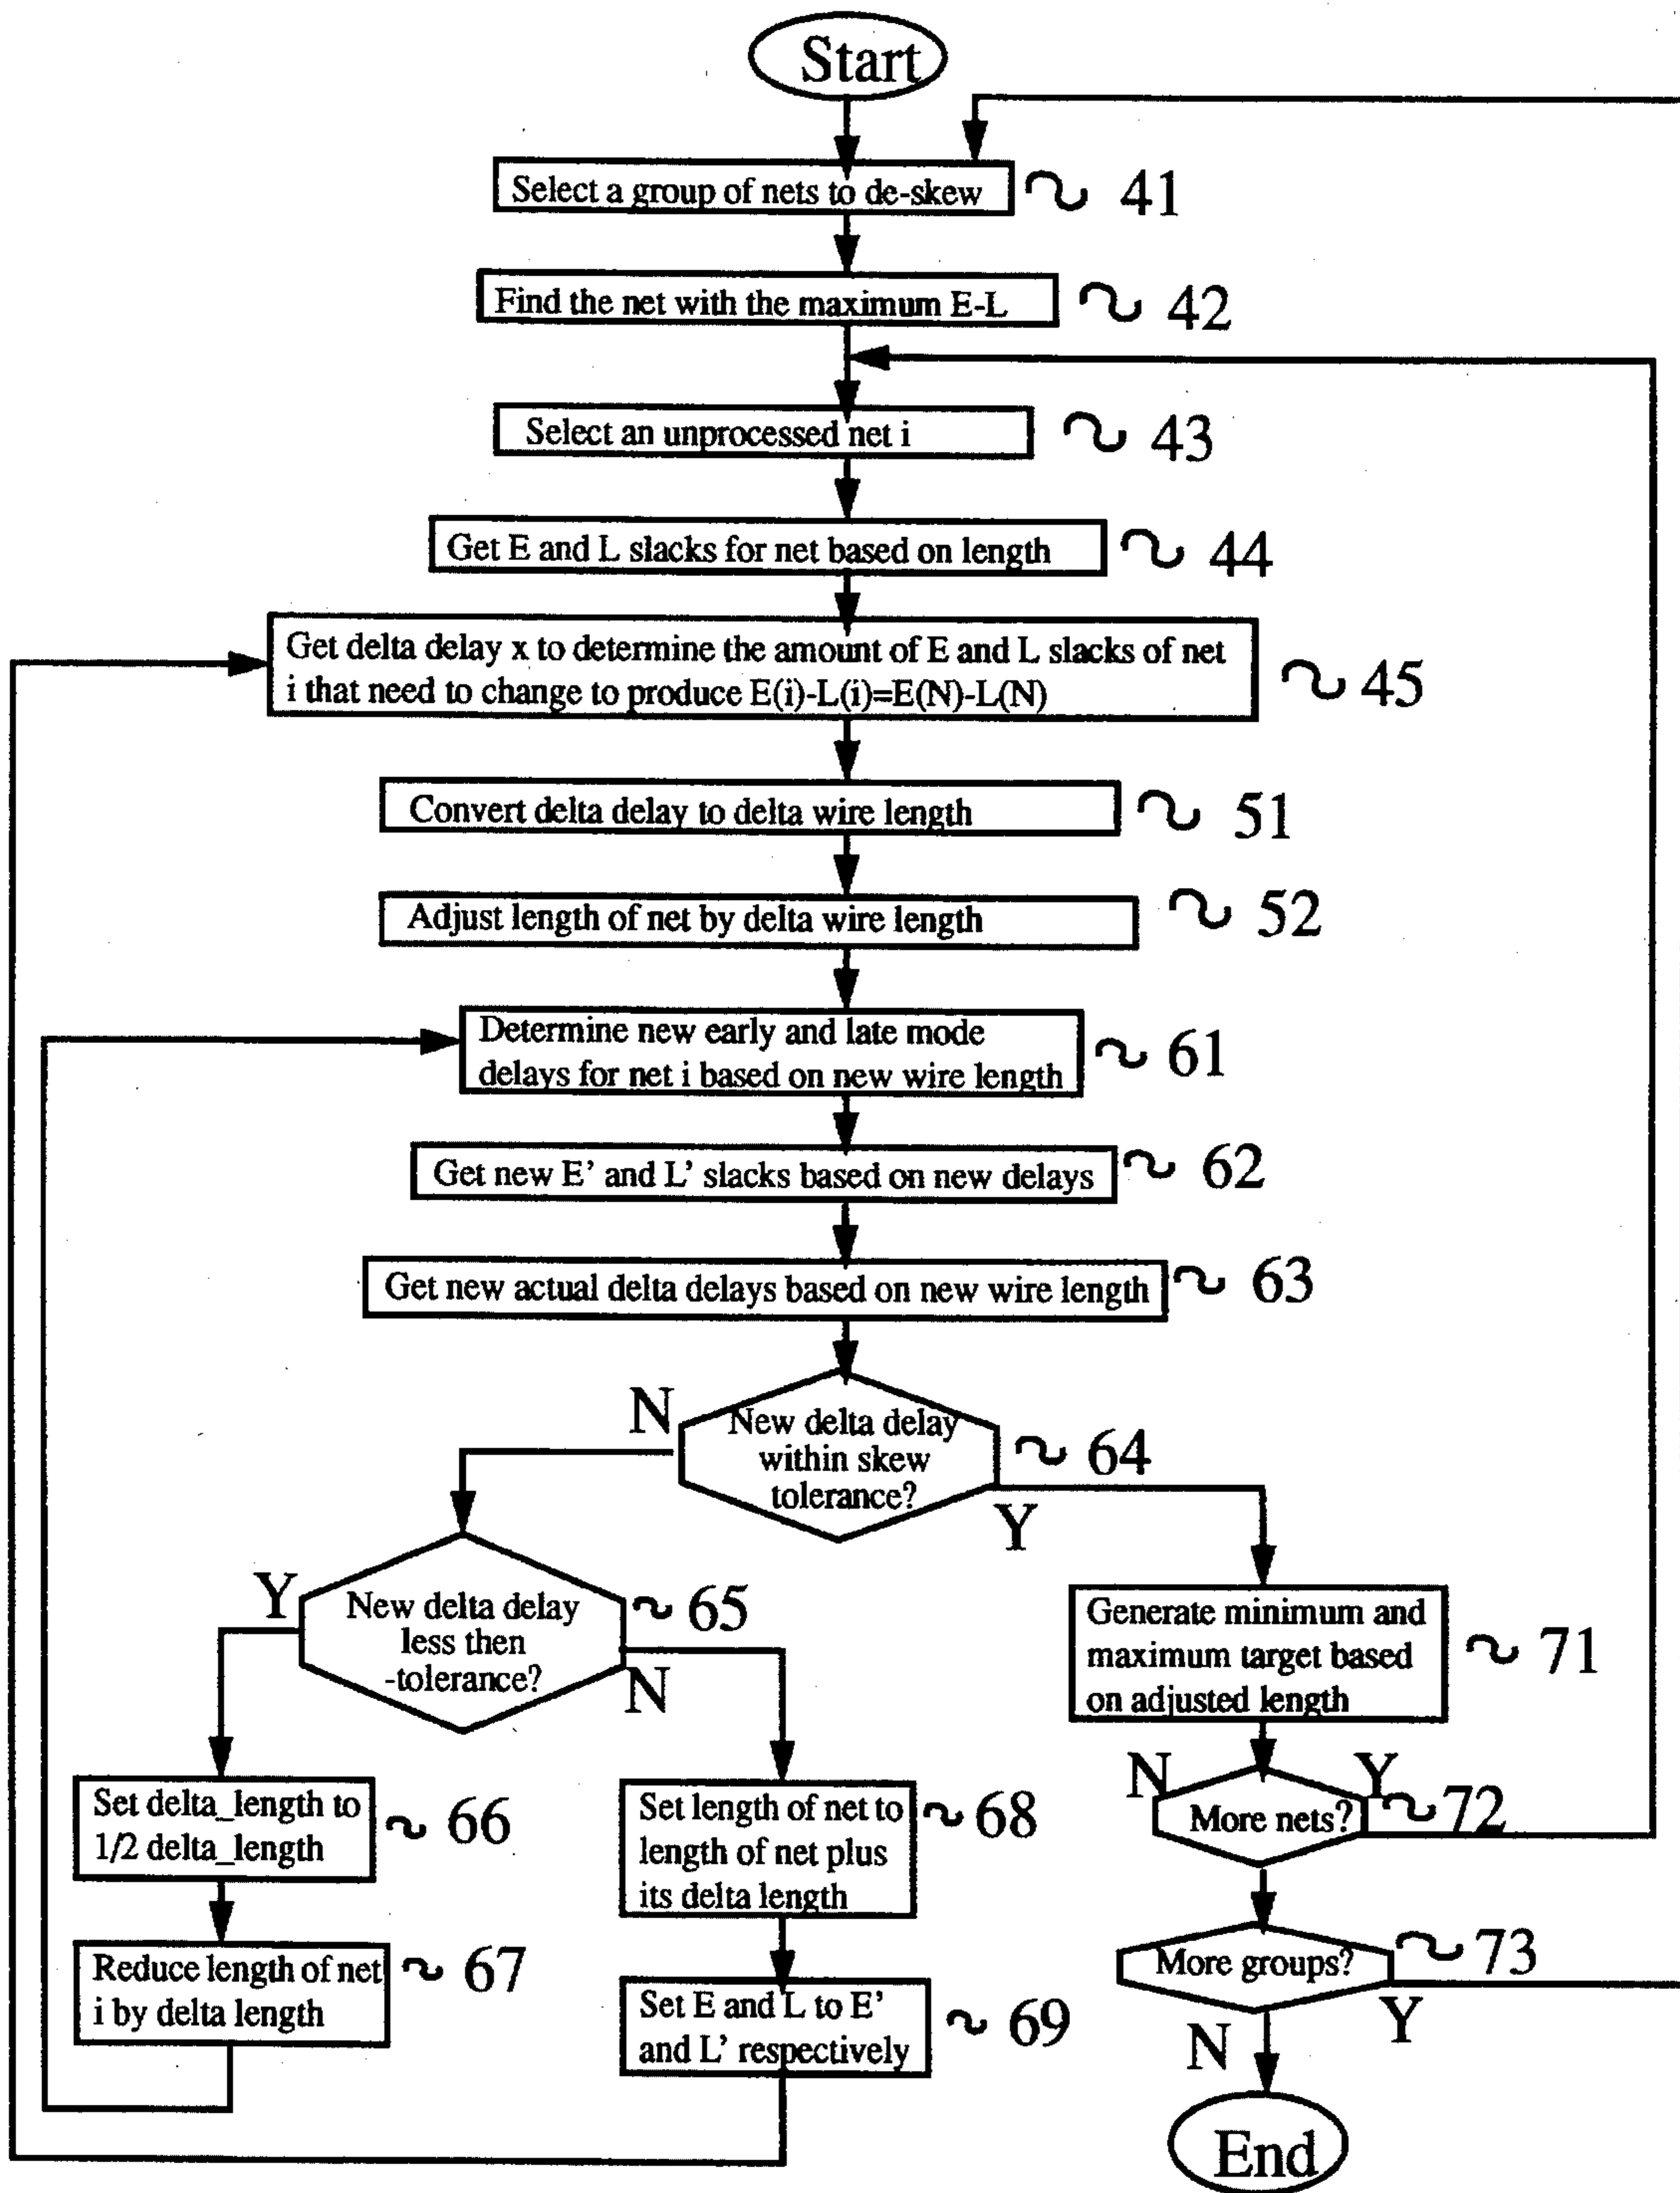 Start
Select a group of nets to de-skew
41
Find the net with the maximum E-L
42
Select an unprocessed net i
43
Get E and L slacks for net based on length
44
Get delta delay x to determine the amount of E and L slacks of net
i that need to change to produce E(i)-L(i)=E(N)-L(N)
45
Convert delta delay to delta wire length
51
Adjust length of net by delta wire length
52
Determine new early and late mode
delays for net i based on new wire length
61
Get new E' and L' slacks based on new delays
62
Get new actual delta delays based on new wire length
63
N
New delta delay
within skew
tolerance?
64
Y
Y
New delta delay
less then
-tolerance?
65
N
Generate minimum and
maximum target based
on adjusted length
71
Set delta_length to
1/2 delta_length
66
Set length of net to
length of net plus
its delta length
68
N
Y
More nets?
72
Reduce length of net
i by delta length
67
Set E and L to E'
and L' respectively
69
More groups?
73
Y
N
End